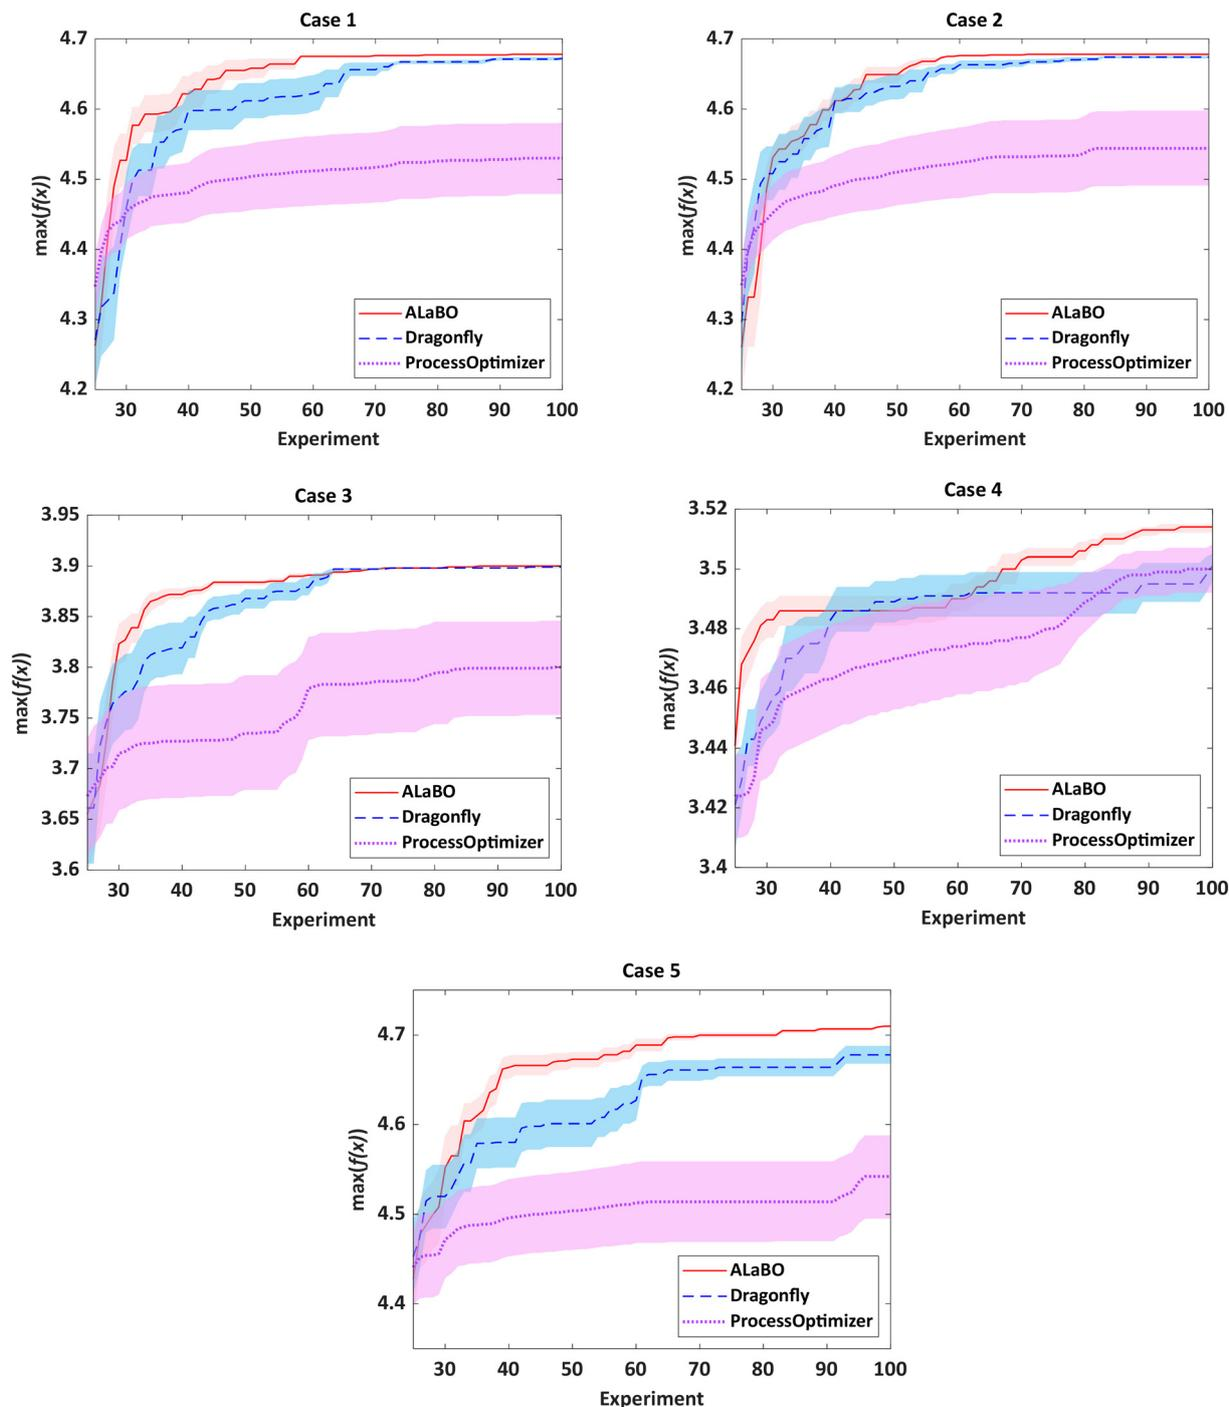 Case 1
4.7
4.6
4.5
4.4
4.3
4.2
max(f(x))
ALaBO
Dragonfly
ProcessOptimizer
30 40 50 60 70 80 90 100
Experiment
Case 2
4.7
4.6
4.5
4.4
4.3
4.2
max(f(x))
ALaBO
Dragonfly
ProcessOptimizer
30 40 50 60 70 80 90 100
Experiment
Case 3
3.95
3.9
3.85
3.8
3.75
3.7
3.65
3.6
max(f(x))
ALaBO
Dragonfly
ProcessOptimizer
30 40 50 60 70 80 90 100
Experiment
Case 4
3.52
3.5
3.48
3.46
3.44
3.42
3.4
max(f(x))
ALaBO
Dragonfly
ProcessOptimizer
30 40 50 60 70 80 90 100
Experiment
Case 5
4.7
4.6
4.5
4.4
max(f(x))
ALaBO
Dragonfly
ProcessOptimizer
30 40 50 60 70 80 90 100
Experiment